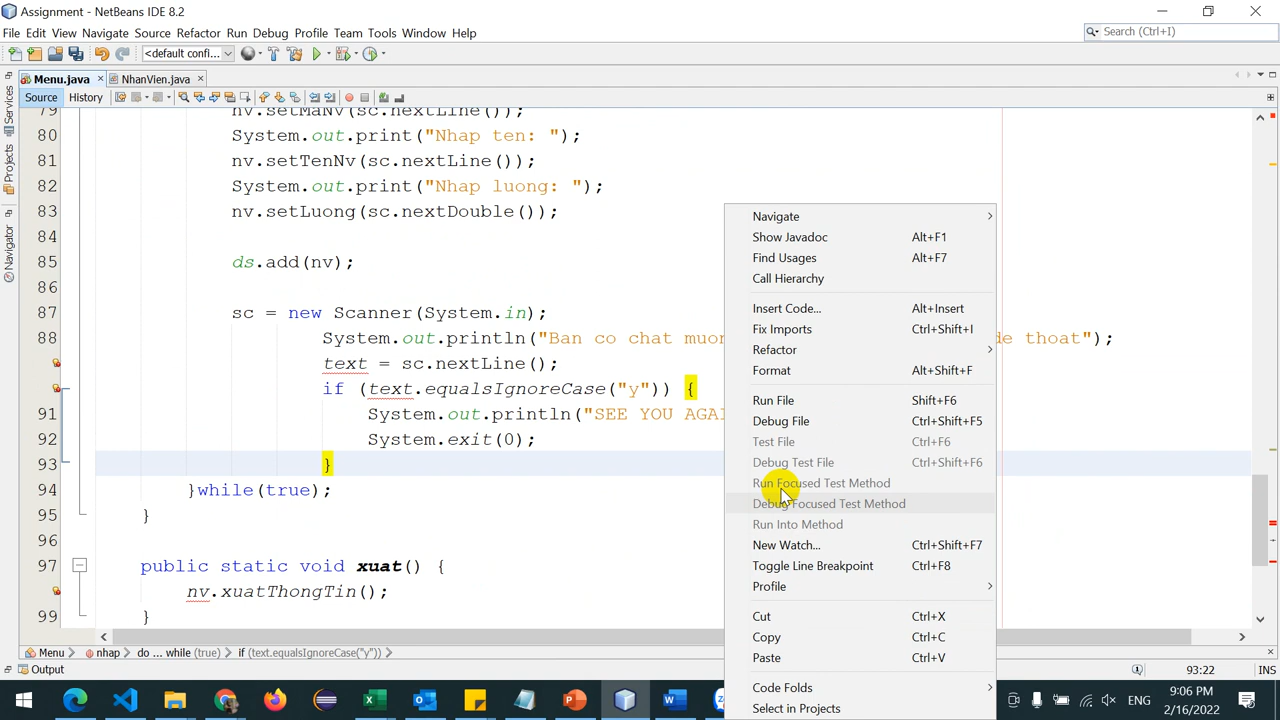 Assignment - NetBeans IDE 8.2
File Edit View Navigate Source Refactor Run Debug Profile Team Tools Window Help
Search (Ctrl+I)
<default confi...
Menu.java
NhanVien.java
Source History
Services
Projects
Navigator
79 nv.setMaNv(sc.nextLine());
80 System.out.print("Nhap ten: ");
81 nv.setTenNv(sc.nextLine());
82 System.out.print("Nhap luong: ");
83 nv.setLuong(sc.nextDouble());
84
85 ds.add(nv);
86
87 sc = new Scanner(System.in);
88 System.out.println("Ban co chat muon de thoat");
text = sc.nextLine();
if (text.equalsIgnoreCase("y")) {
91 System.out.println("SEE YOU AGAI
92 System.exit(0);
93 }
94 }while(true);
95 }
96
97 public static void xuat() {
nv.xuatThongTin();
99 }
Navigate
Show Javadoc Alt+F1
Find Usages Alt+F7
Call Hierarchy
Insert Code... Alt+Insert
Fix Imports Ctrl+Shift+I
Refactor
Format Alt+Shift+F
Run File Shift+F6
Debug File Ctrl+Shift+F5
Test File Ctrl+F6
Debug Test File Ctrl+Shift+F6
Run Focused Test Method
Debug Focused Test Method
Run Into Method
New Watch... Ctrl+Shift+F7
Toggle Line Breakpoint Ctrl+F8
Profile
Cut Ctrl+X
Copy Ctrl+C
Paste Ctrl+V
Code Folds
Select in Projects
Menu nhap do ... while (true) if (text.equalsIgnoreCase("y"))
Output
93:22 INS
ENG
9:06 PM
2/16/2022